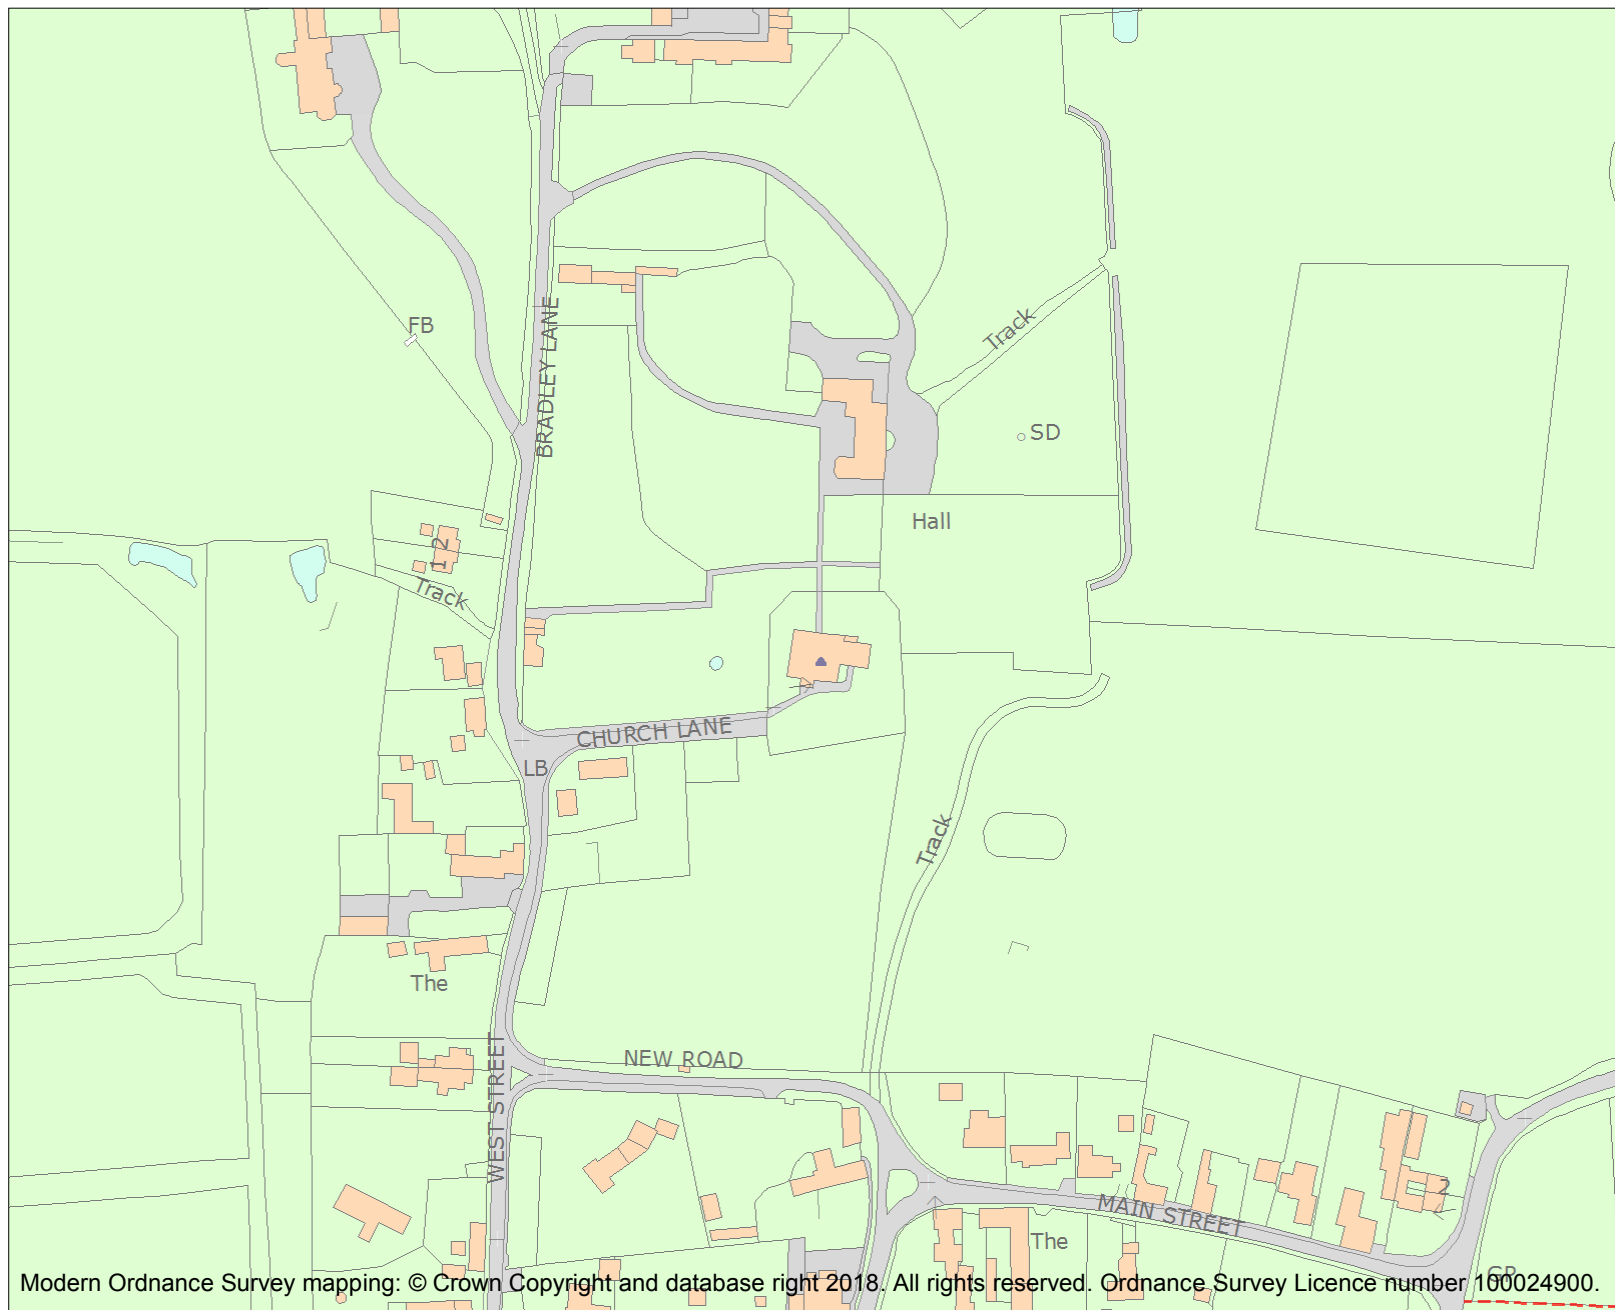 FB
BRADLEY LANE
Track
SD
Hall
12
Track
CHURCH LANE
LB
Track
The
WEST STREET
NEW ROAD
2
MAIN STREET
The
GP
Modern Ordnance Survey mapping: © Crown Copyright and database right 2018. All rights reserved. Ordnance Survey Licence number 100024900.